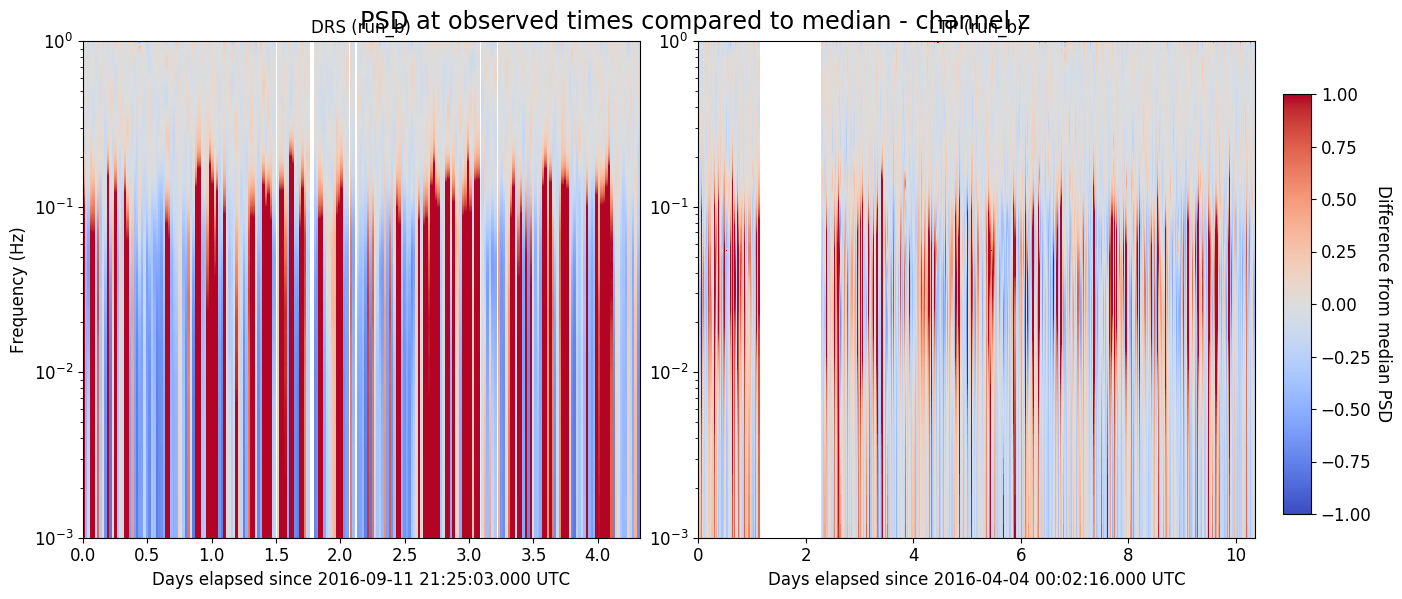 PSD at observed times compared to median - channel z
DRS (run_b)
LTP (run_b)
10⁰
10⁻¹
10⁻²
10⁻³
Frequency (Hz)
0.0 0.5 1.0 1.5 2.0 2.5 3.0 3.5 4.0
Days elapsed since 2016-09-11 21:25:03.000 UTC
10⁰
10⁻¹
10⁻²
10⁻³
0 2 4 6 8 10
Days elapsed since 2016-04-04 00:02:16.000 UTC
1.00
0.75
0.50
0.25
0.00
−0.25
−0.50
−0.75
−1.00
Difference from median PSD